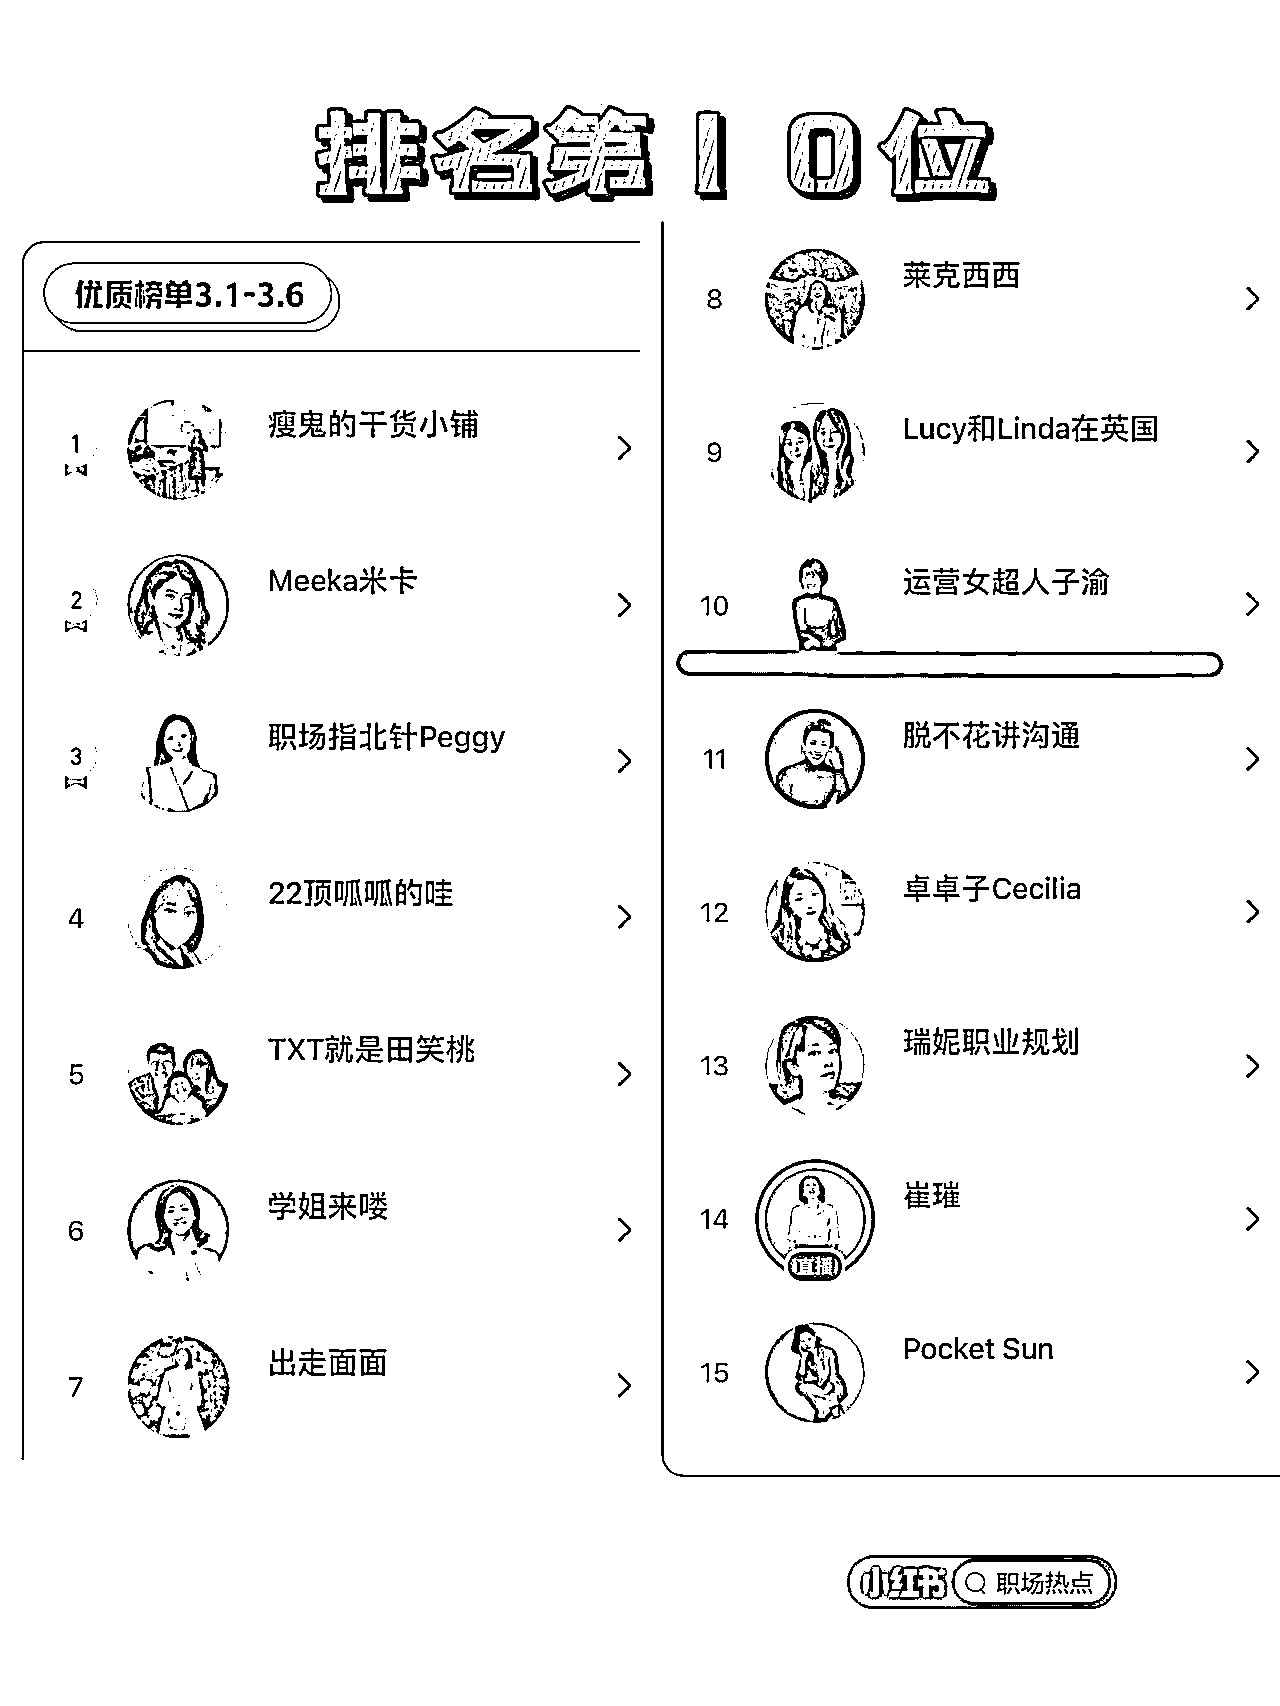 排名第10位
优质榜单3.1-3.6
1
瘦鬼的干货小铺
2
Meeka米卡
3
职场指北针Peggy
4
22顶呱呱的哇
5
TXT就是田笑桃
6
学姐来喽
7
出走面面
8
莱克西西
9
Lucy和Linda在英国
10
运营女超人子渝
11
脱不花讲沟通
12
卓卓子Cecilia
13
瑞妮职业规划
14
崔璀
直播
15
Pocket Sun
小红书 职场热点